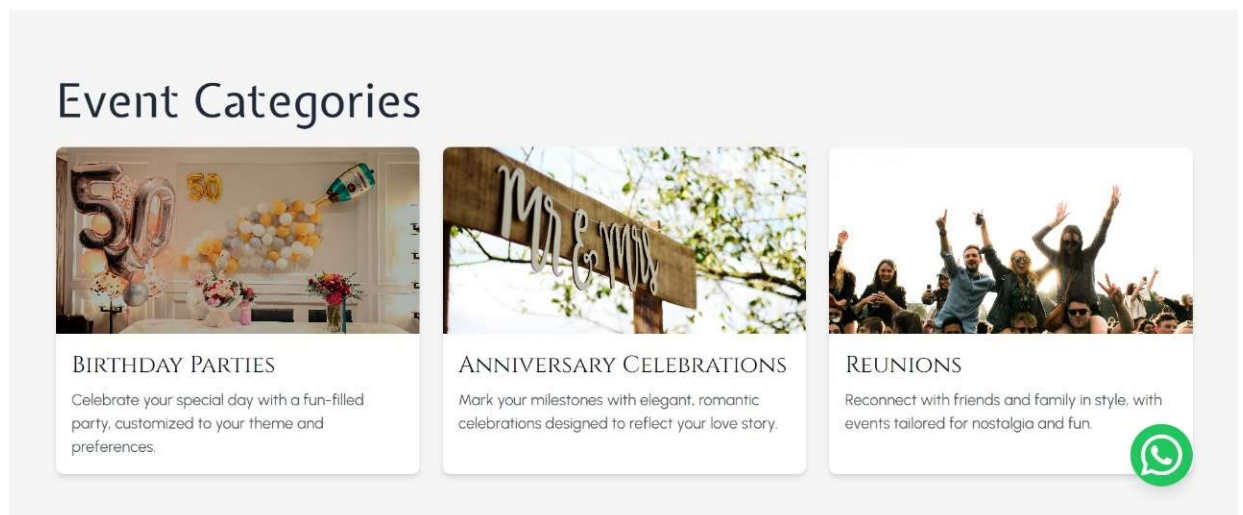 Event Categories
50
50
Mr & Mrs
BIRTHDAY PARTIES
Celebrate your special day with a fun-filled
party, customized to your theme and
preferences.
ANNIVERSARY CELEBRATIONS
Mark your milestones with elegant, romantic
celebrations designed to reflect your love story.
REUNIONS
Reconnect with friends and family in style, with
events tailored for nostalgia and fun.